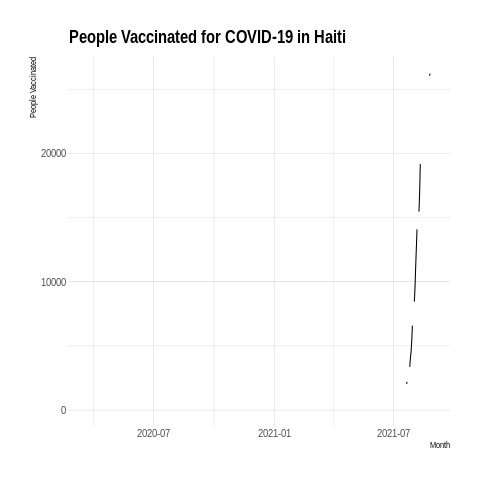 People Vaccinated for COVID-19 in Haiti
People Vaccinated
20000
10000
0
2020-07
2021-01
2021-07
Month